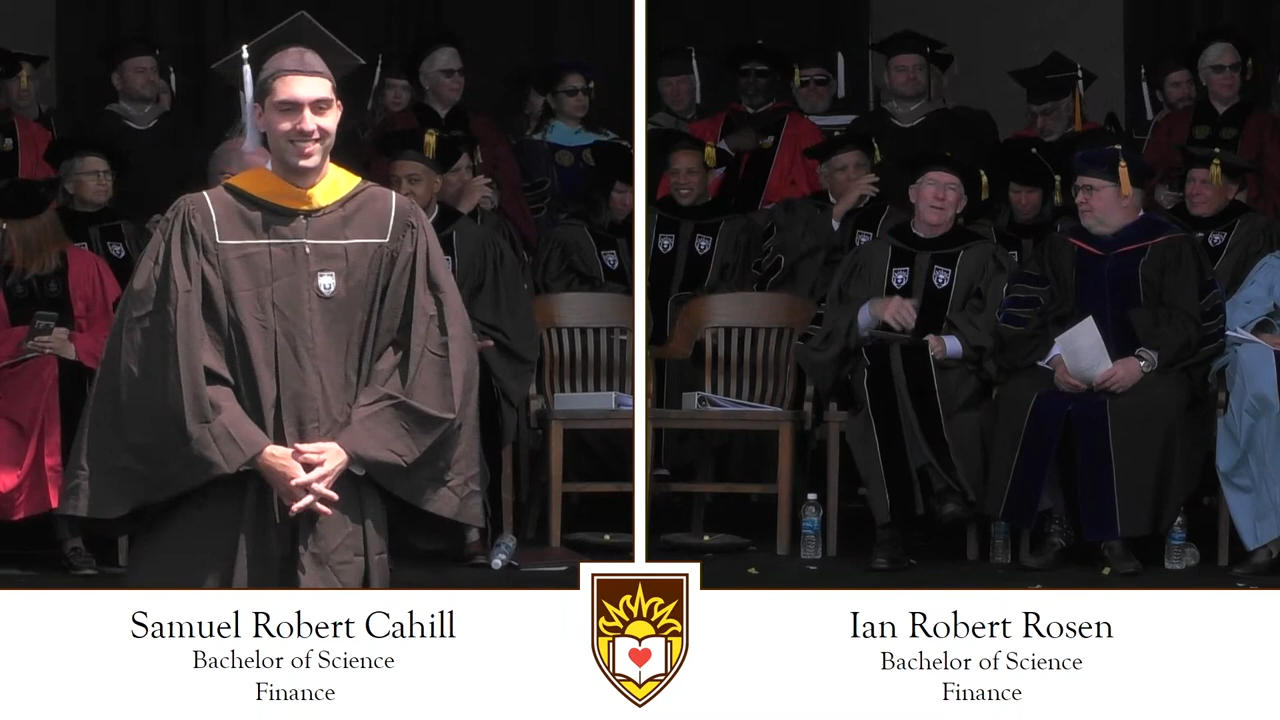 Samuel Robert Cahill
Bachelor of Science
Finance
Ian Robert Rosen
Bachelor of Science
Finance